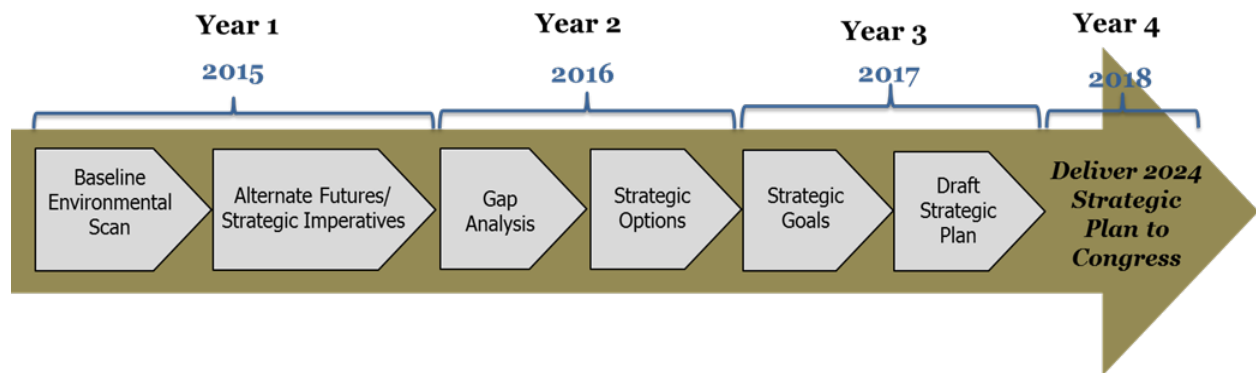 Year 1
Year 2
Year 3
Year 4
2015
2016
2017
2018
Baseline
Environmental
Scan
Alternate Futures/
Strategic Imperatives
Gap
Analysis
Strategic
Options
Strategic
Goals
Draft
Strategic
Plan
Deliver 2024
Strategic
Plan to
Congress